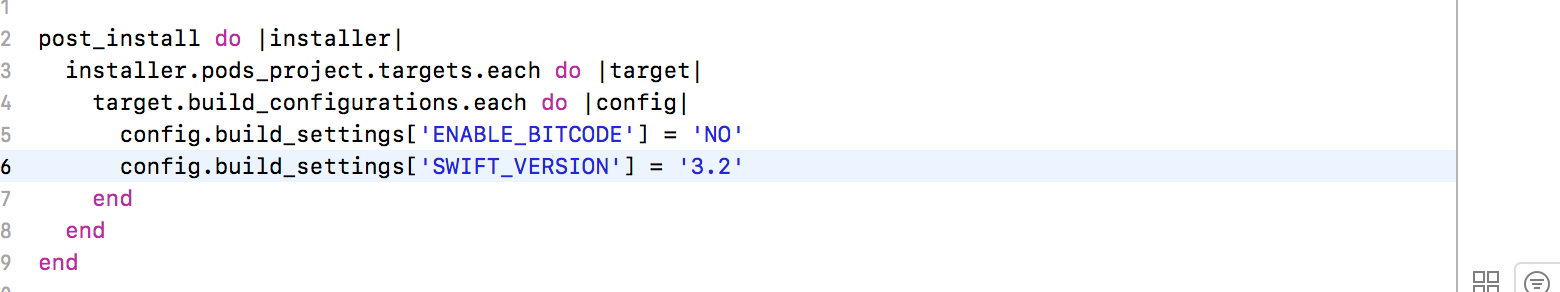 1
2 post_install do |installer|
3   installer.pods_project.targets.each do |target|
4     target.build_configurations.each do |config|
5       config.build_settings['ENABLE_BITCODE'] = 'NO'
6       config.build_settings['SWIFT_VERSION'] = '3.2'
7     end
8   end
9 end